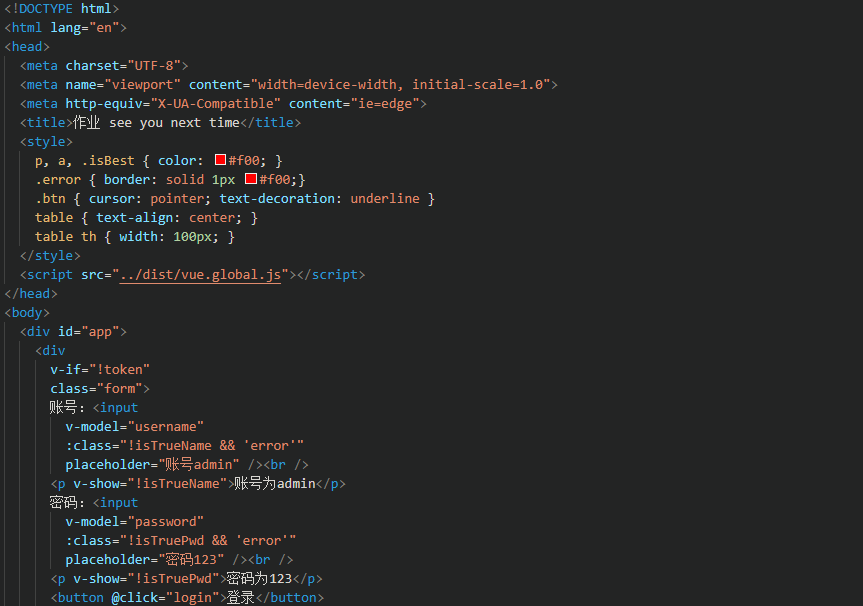 <!DOCTYPE html>
<html lang="en">
<head>
<meta charset="UTF-8">
<meta name="viewport" content="width=device-width, initial-scale=1.0">
<meta http-equiv="X-UA-Compatible" content="ie=edge">
<title>作业 see you next time</title>
<style>
p, a, .isBest { color: #f00; }
.error { border: solid 1px #f00;}
.btn { cursor: pointer; text-decoration: underline }
table { text-align: center; }
table th { width: 100px; }
</style>
<script src="../dist/vue.global.js"></script>
</head>
<body>
<div id="app">
<div
v-if="!token"
class="form">
账号：<input
v-model="username"
:class="!isTrueName && 'error'"
placeholder="账号admin" /><br />
<p v-show="!isTrueName">账号为admin</p>
密码：<input
v-model="password"
:class="!isTruePwd && 'error'"
placeholder="密码123" /><br />
<p v-show="!isTruePwd">密码为123</p>
<button @click="login">登录</button>